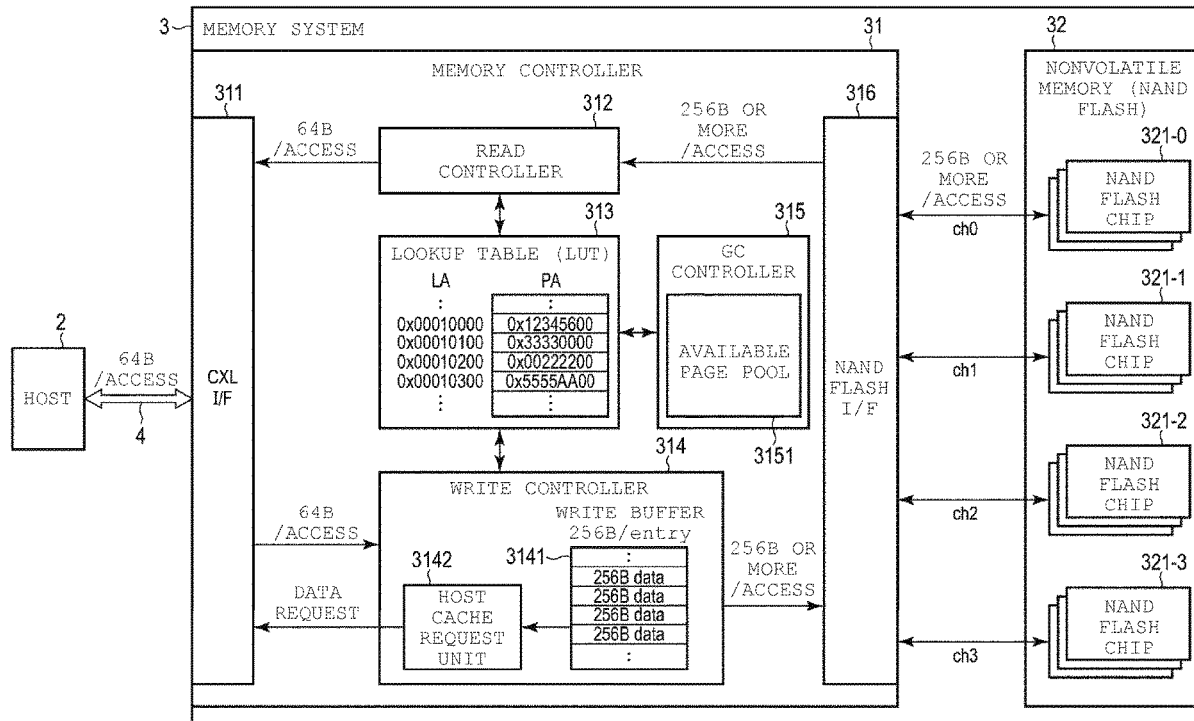 3
MEMORY SYSTEM
31
MEMORY CONTROLLER
32
NONVOLATILE
MEMORY (NAND
FLASH)
311
CXL
I/F
64B
/ACCESS
312
READ
CONTROLLER
256B OR
MORE
/ACCESS
316
NAND
FLASH
I/F
313
LOOKUP TABLE (LUT)
LA
PA
:
:
0x00010000
0x12345600
0x00010100
0x33330000
0x00010200
0x00222200
0x00010300
0x5555AA00
:
:
315
GC
CONTROLLER
AVAILABLE
PAGE POOL
3151
2
HOST
64B
/ACCESS
4
314
WRITE CONTROLLER
WRITE BUFFER
256B/entry
3141
:
256B data
256B data
256B data
256B data
:
3142
HOST
CACHE
REQUEST
UNIT
64B
/ACCESS
DATA
REQUEST
256B OR
MORE
/ACCESS
256B OR
MORE
/ACCESS
ch0
321-0
NAND
FLASH
CHIP
ch1
321-1
NAND
FLASH
CHIP
ch2
321-2
NAND
FLASH
CHIP
ch3
321-3
NAND
FLASH
CHIP